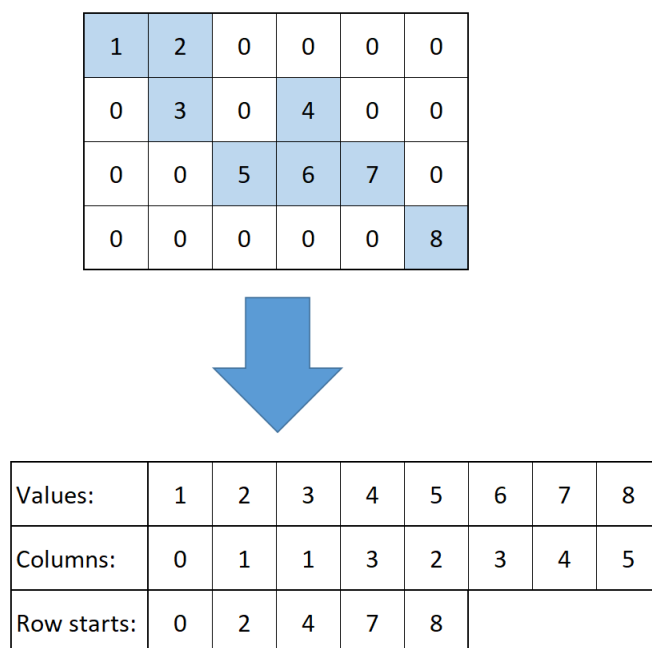 1 2 0 0 0 0
0 3 0 4 0 0
0 0 5 6 7 0
0 0 0 0 0 8
Values: 1 2 3 4 5 6 7 8
Columns: 0 1 1 3 2 3 4 5
Row starts: 0 2 4 7 8